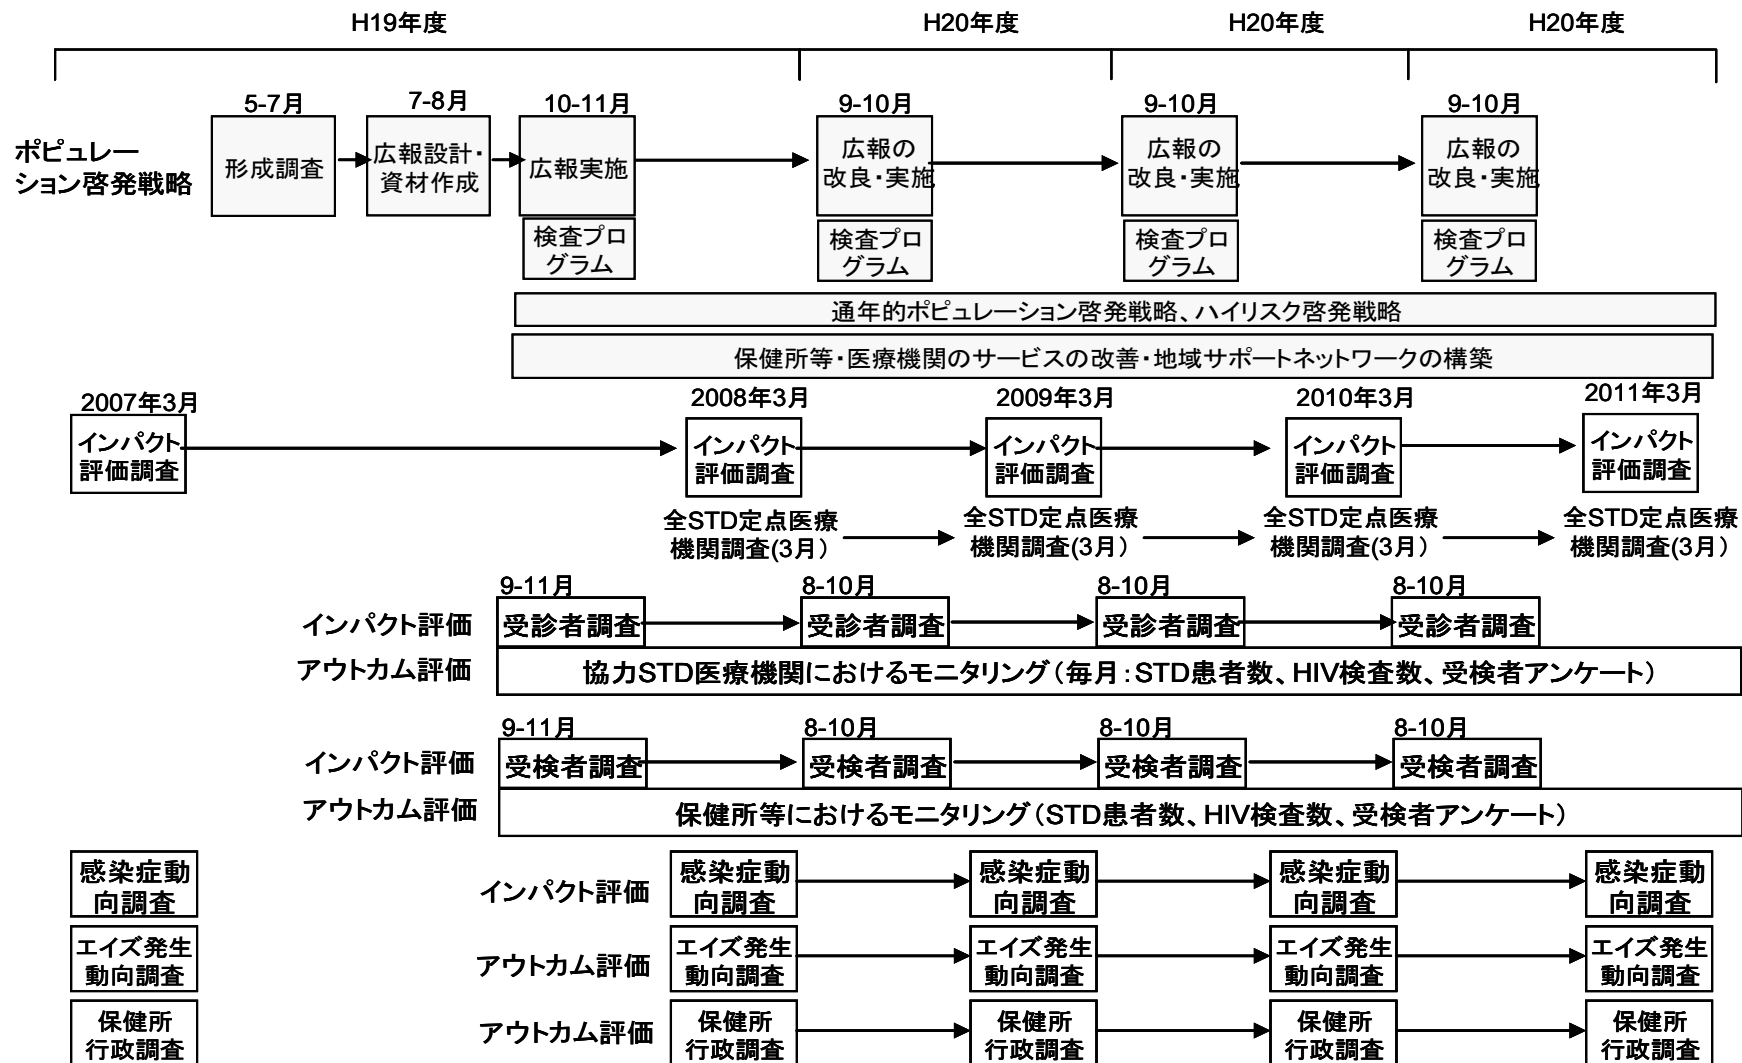 H19年度
H20年度
H20年度
H20年度
5-7月
7-8月
10-11月
9-10月
9-10月
9-10月
ポピュレー
ション啓発戦略
形成調査
広報設計・
資材作成
広報実施
広報の
改良・実施
広報の
改良・実施
広報の
改良・実施
検査プロ
グラム
検査プロ
グラム
検査プロ
グラム
検査プロ
グラム
通年的ポピュレーション啓発戦略、ハイリスク啓発戦略
保健所等・医療機関のサービスの改善・地域サポートネットワークの構築
2007年3月
2008年3月
2009年3月
2010年3月
2011年3月
インパクト
評価調査
インパクト
評価調査
インパクト
評価調査
インパクト
評価調査
インパクト
評価調査
全STD定点医療
機関調査(3月）
全STD定点医療
機関調査(3月）
全STD定点医療
機関調査(3月）
全STD定点医療
機関調査(3月）
9-11月
8-10月
8-10月
8-10月
インパクト評価
受診者調査
受診者調査
受診者調査
受診者調査
アウトカム評価
協力STD医療機関におけるモニタリング（毎月：STD患者数、HIV検査数、受検者アンケート）
9-11月
8-10月
8-10月
8-10月
インパクト評価
受検者調査
受検者調査
受検者調査
受検者調査
アウトカム評価
保健所等におけるモニタリング（STD患者数、HIV検査数、受検者アンケート）
感染症動
向調査
インパクト評価
感染症動
向調査
感染症動
向調査
感染症動
向調査
感染症動
向調査
エイズ発生
動向調査
アウトカム評価
エイズ発生
動向調査
エイズ発生
動向調査
エイズ発生
動向調査
エイズ発生
動向調査
保健所
行政調査
アウトカム評価
保健所
行政調査
保健所
行政調査
保健所
行政調査
保健所
行政調査